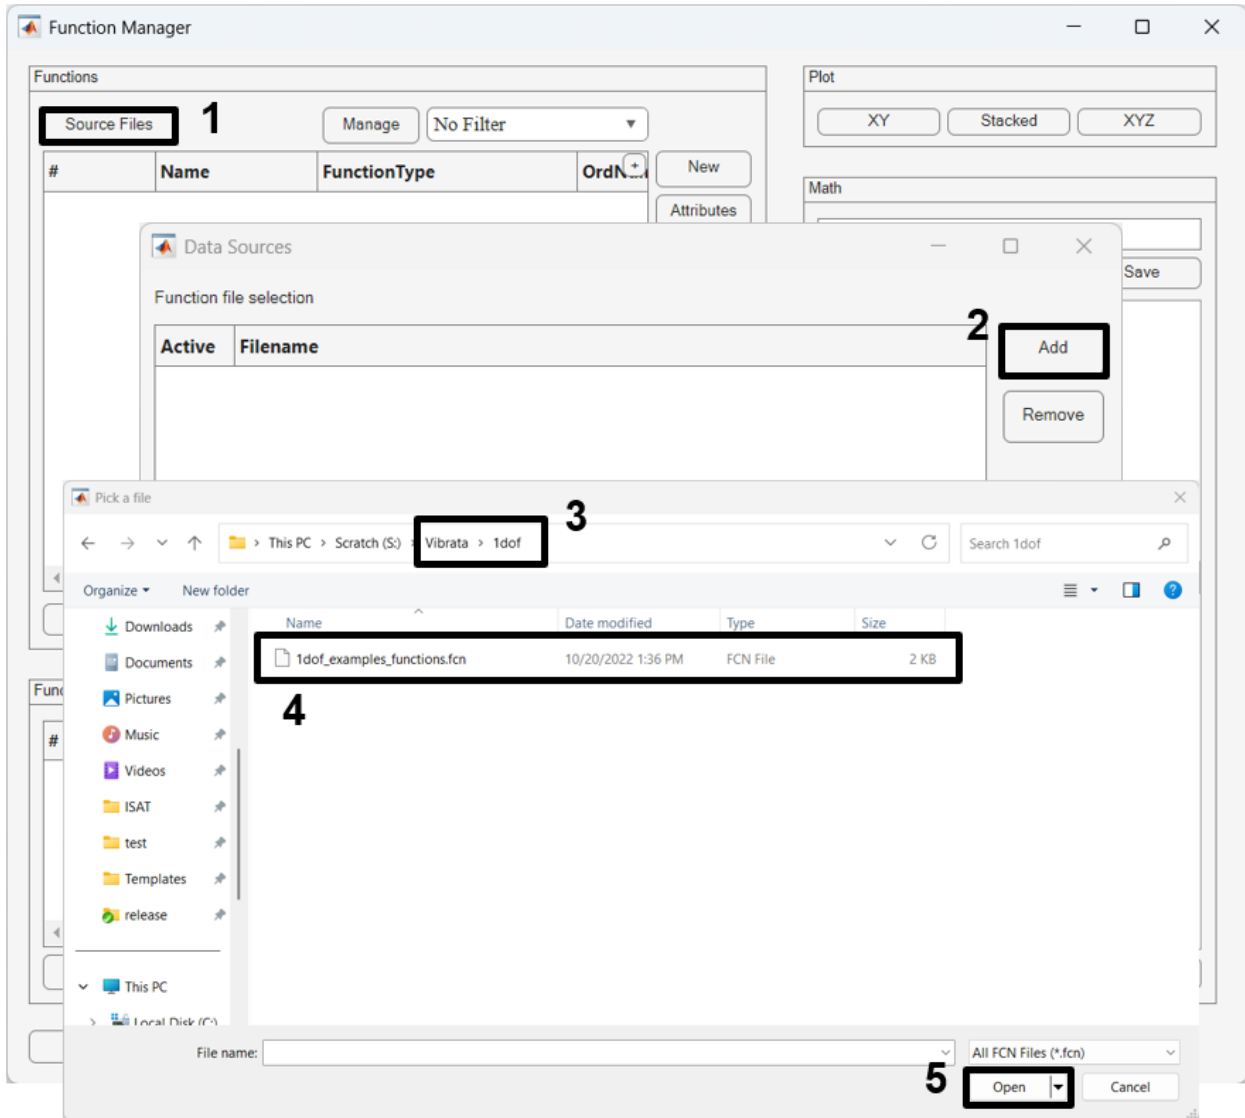 Function Manager
Functions
Plot
Source Files 1 Manage No Filter
XY Stacked XYZ
# Name FunctionType + New
Math
Attributes
Data Sources
Save
Function file selection
2
Active Filename Add
Remove
Pick a file
3
This PC > Scratch (S:) > Vibrata > 1dof Search 1dof
Organize New folder
Name Date modified Type Size
Downloads
1dof_examples_functions.fcn 10/20/2022 1:36 PM FCN File 2 KB
Documents
4
Pictures
#
Music
Videos
ISAT
test
Templates
release
This PC
Local Disk (C:)
File name: All FCN Files (*.fcn)
5 Open Cancel